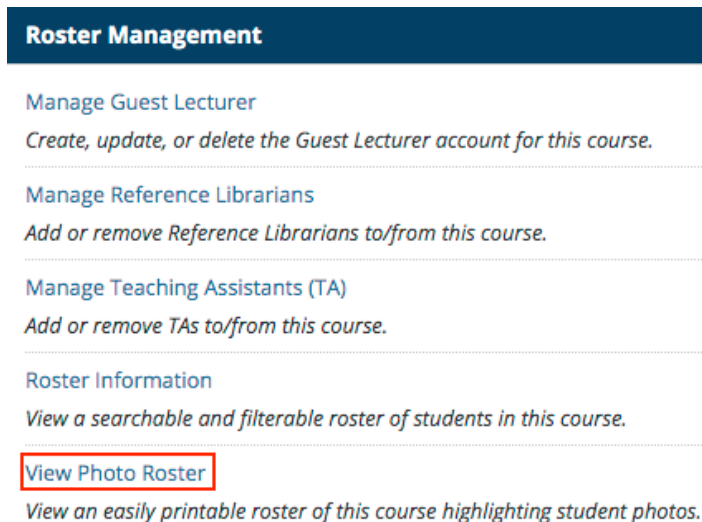 Roster Management
Manage Guest Lecturer
Create, update, or delete the Guest Lecturer account for this course.
Manage Reference Librarians
Add or remove Reference Librarians to/from this course.
Manage Teaching Assistants (TA)
Add or remove TAs to/from this course.
Roster Information
View a searchable and filterable roster of students in this course.
View Photo Roster
View an easily printable roster of this course highlighting student photos.